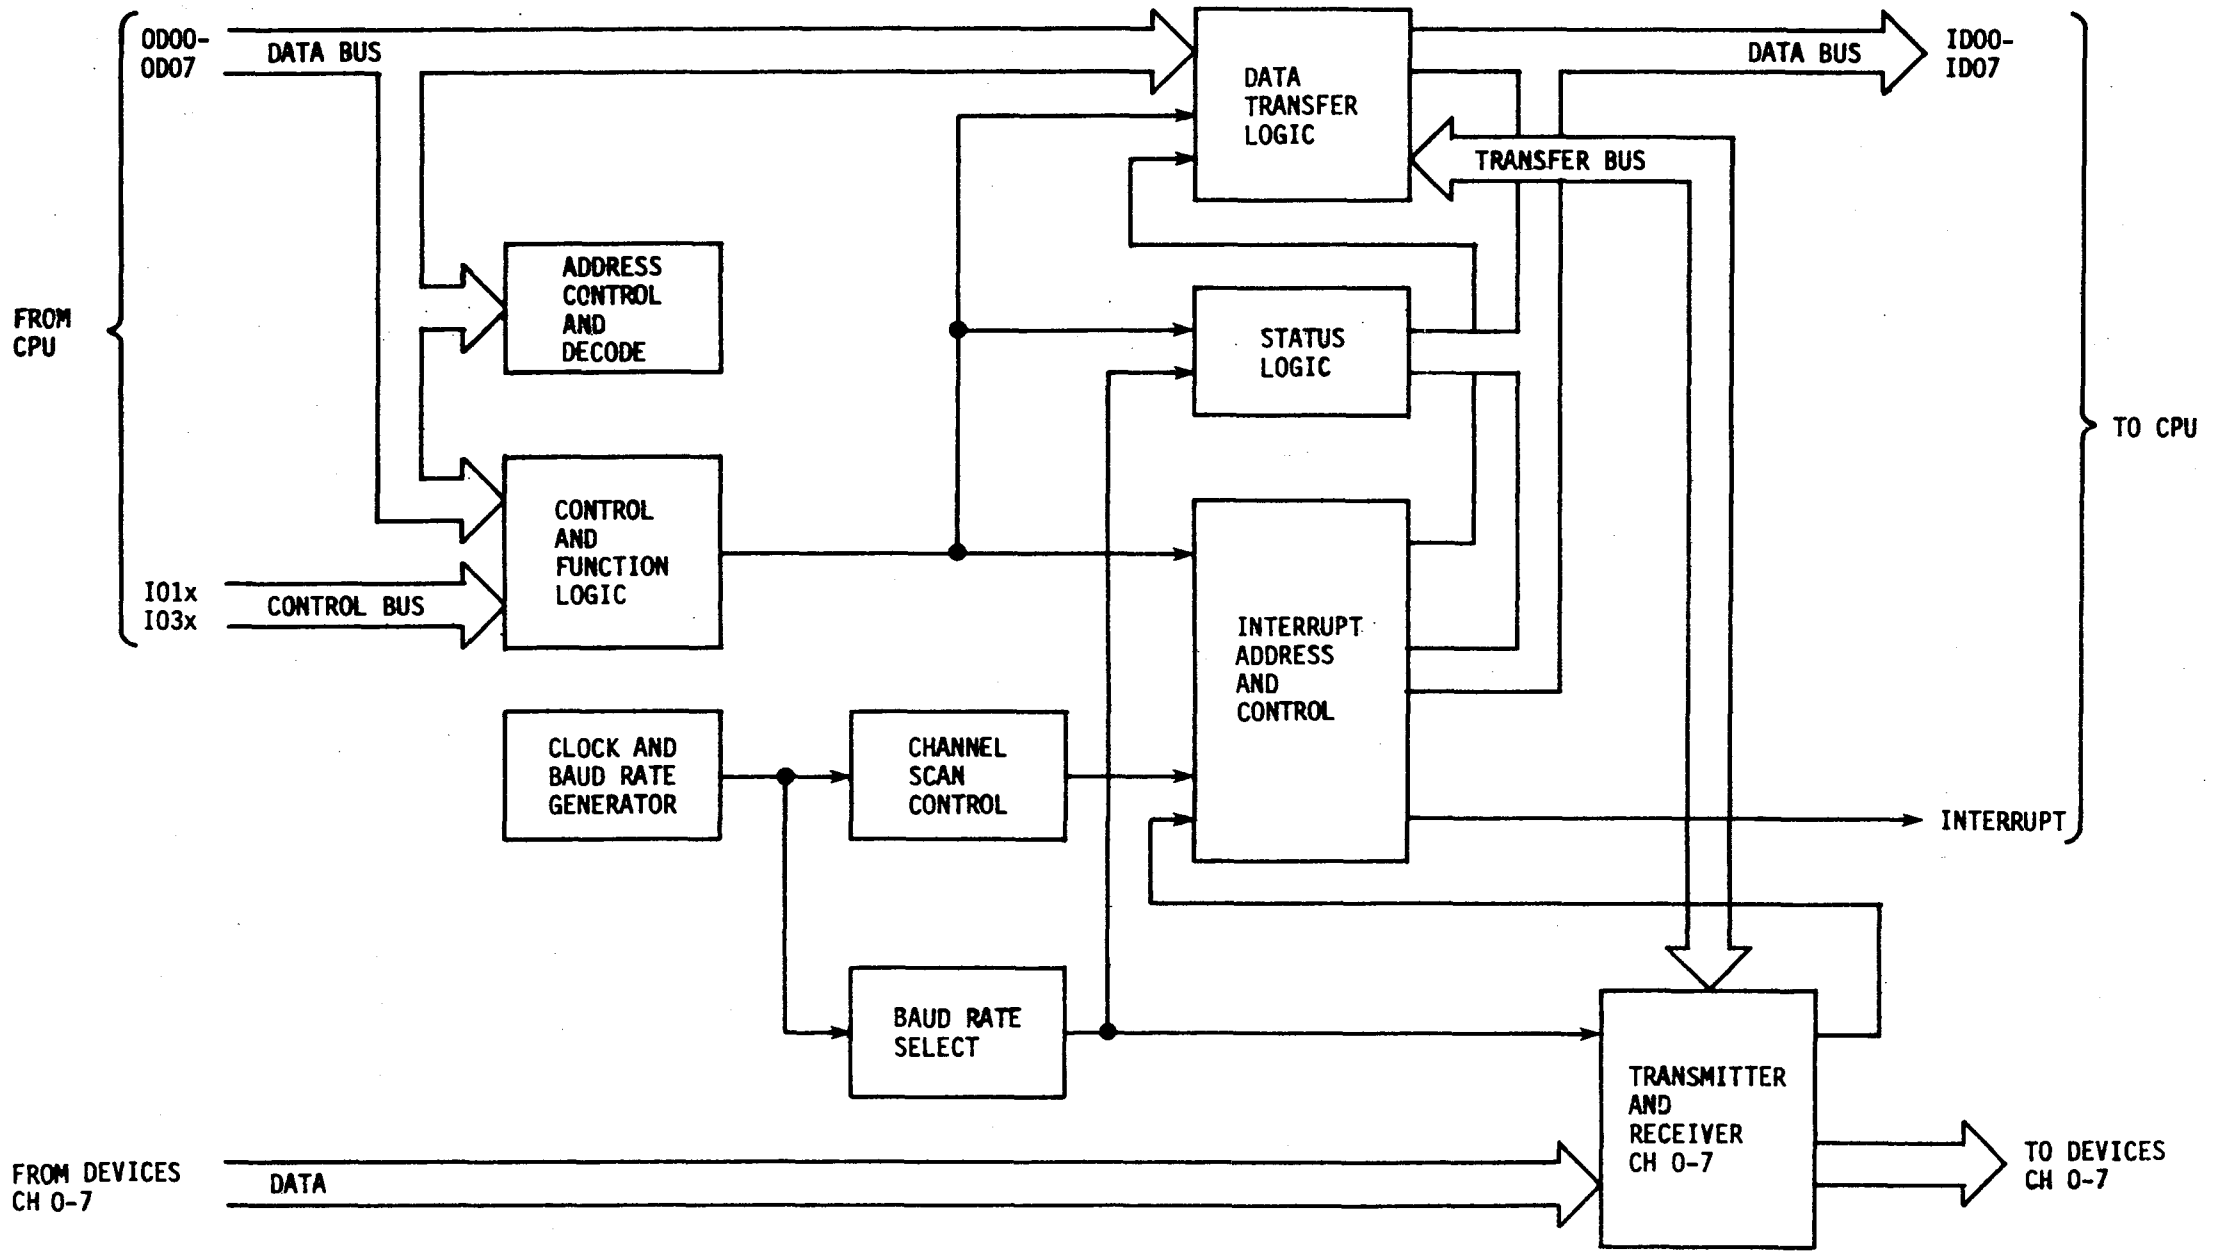 FROM
CPU
OD00-
OD07
DATA BUS
DATA
TRANSFER
LOGIC
DATA BUS
ID00-
ID07
TRANSFER BUS
ADDRESS
CONTROL
AND
DECODE
STATUS
LOGIC
TO CPU
CONTROL
AND
FUNCTION
LOGIC
IO1x
IO3x
CONTROL BUS
INTERRUPT
ADDRESS
AND
CONTROL
CLOCK AND
BAUD RATE
GENERATOR
CHANNEL
SCAN
CONTROL
INTERRUPT
BAUD RATE
SELECT
TRANSMITTER
AND
RECEIVER
CH 0-7
FROM DEVICES
CH 0-7
DATA
TO DEVICES
CH 0-7